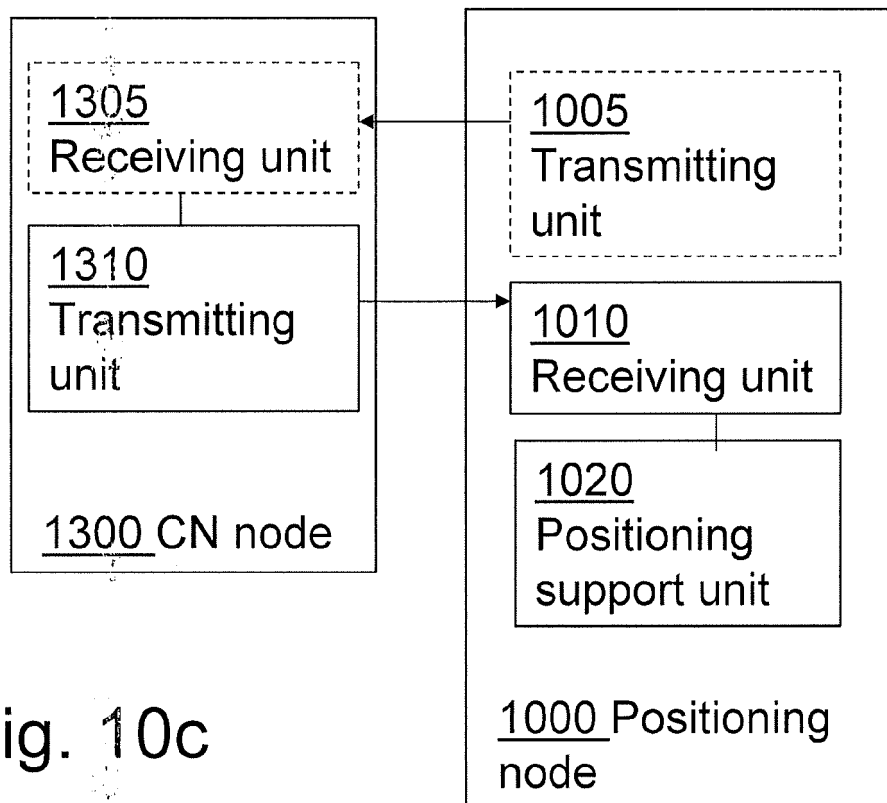 1305
Receiving unit
1310
Transmitting
unit
1300 CN node
1005
Transmitting
unit
1010
Receiving unit
1020
Positioning
support unit
1000 Positioning
node
ig. 10c